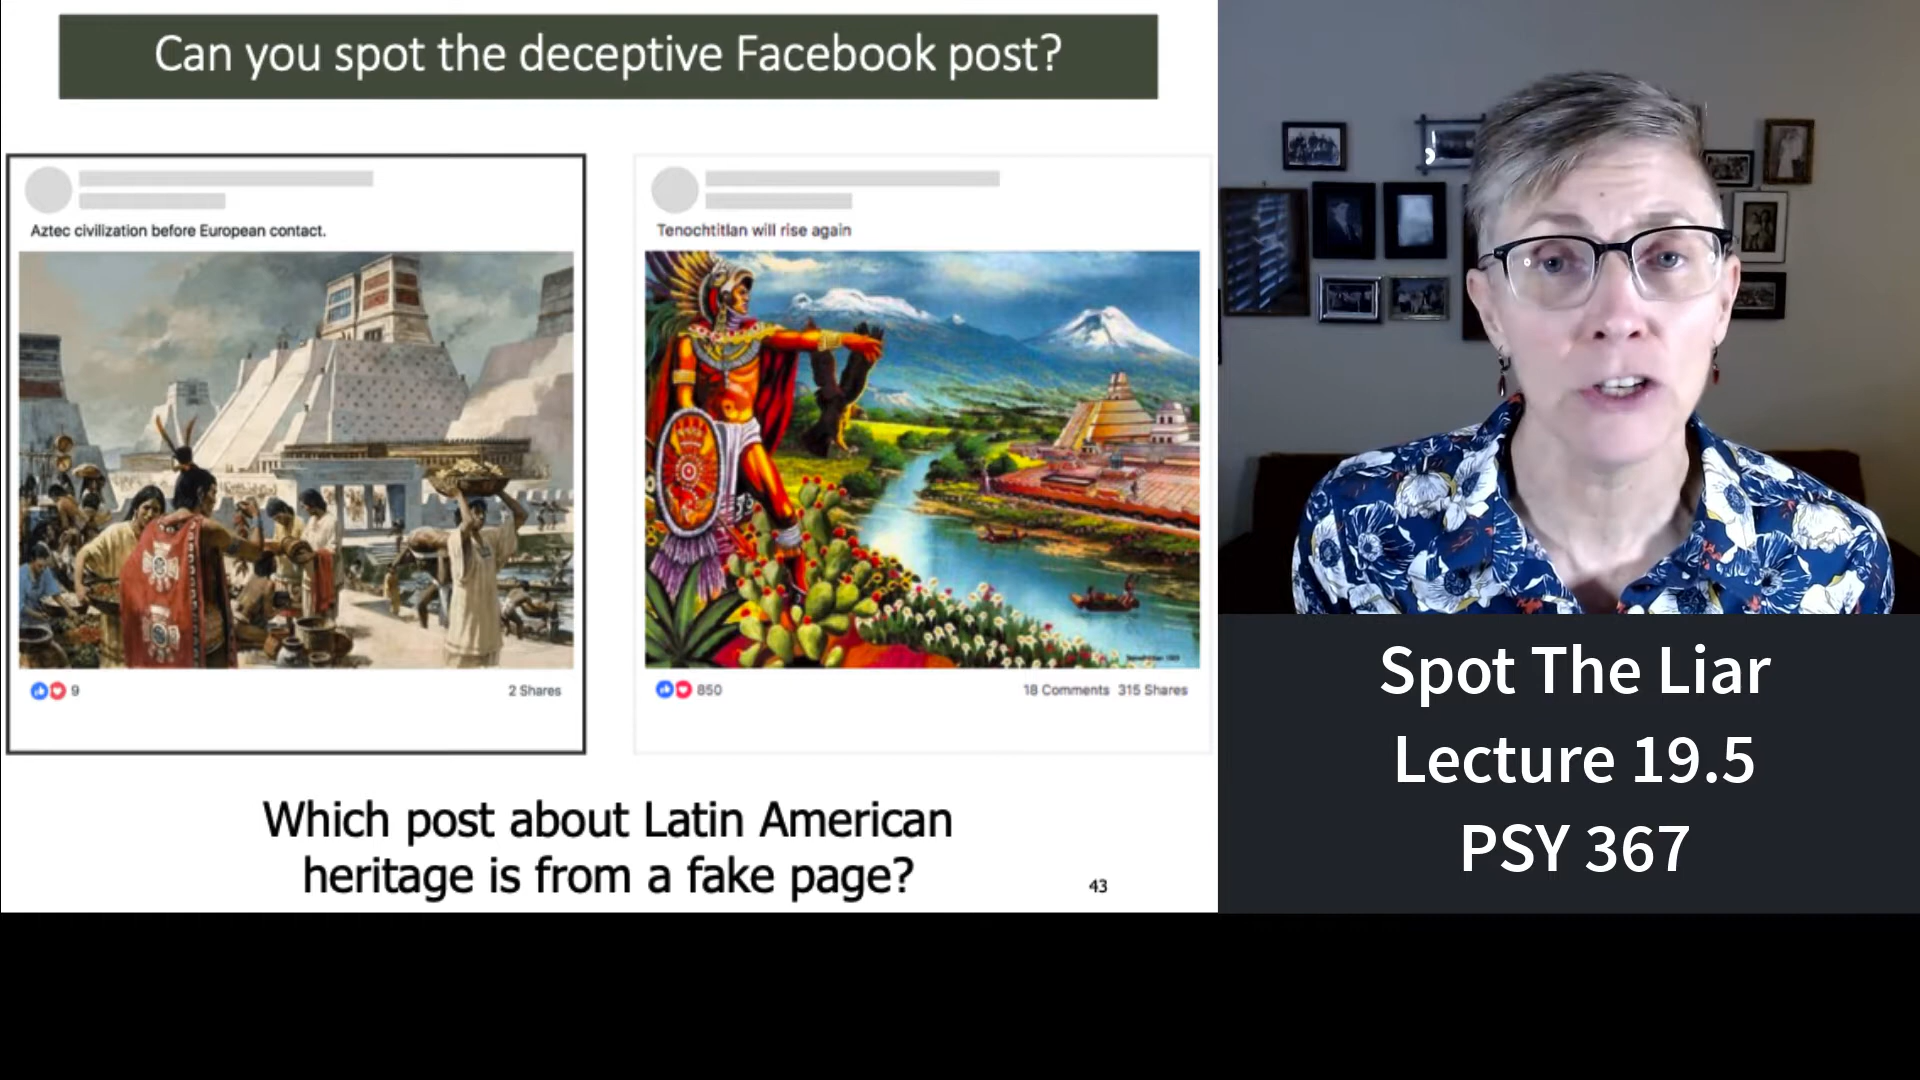 Can you spot the deceptive Facebook post?
Aztec civilization before European contact.
9
2 Shares
Tenochtitlan will rise again
850
18 Comments 315 Shares
Which post about Latin American
heritage is from a fake page?
43
Spot The Liar
Lecture 19.5
PSY 367